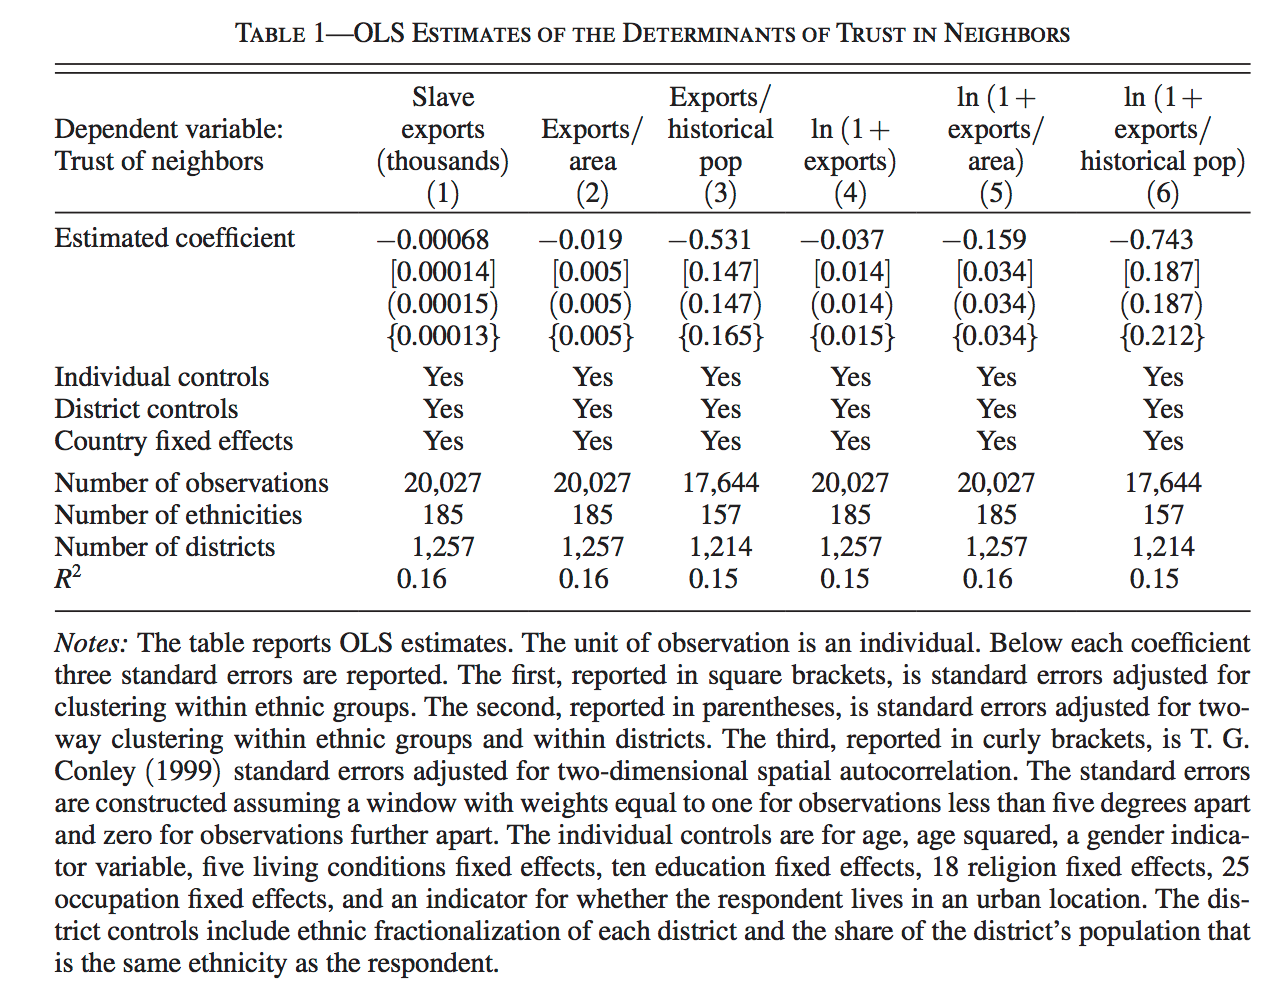 TABLE 1—OLS ESTIMATES OF THE DETERMINANTS OF TRUST IN NEIGHBORS
Dependent variable: Trust of neighbors | Slave exports (thousands) (1) | Exports/ area (2) | Exports/ historical pop (3) | ln (1 + exports) (4) | ln (1 + exports/ area) (5) | ln (1 + exports/ historical pop) (6)
Estimated coefficient −0.00068 −0.019 −0.531 −0.037 −0.159 −0.743
[0.00014] [0.005] [0.147] [0.014] [0.034] [0.187]
(0.00015) (0.005) (0.147) (0.014) (0.034) (0.187)
{0.00013} {0.005} {0.165} {0.015} {0.034} {0.212}
Individual controls Yes Yes Yes Yes Yes Yes
District controls Yes Yes Yes Yes Yes Yes
Country fixed effects Yes Yes Yes Yes Yes Yes
Number of observations 20,027 20,027 17,644 20,027 20,027 17,644
Number of ethnicities 185 185 157 185 185 157
Number of districts 1,257 1,257 1,214 1,257 1,257 1,214
R² 0.16 0.16 0.15 0.15 0.16 0.15
Notes: The table reports OLS estimates. The unit of observation is an individual. Below each coefficient
three standard errors are reported. The first, reported in square brackets, is standard errors adjusted for
clustering within ethnic groups. The second, reported in parentheses, is standard errors adjusted for two-
way clustering within ethnic groups and within districts. The third, reported in curly brackets, is T. G.
Conley (1999) standard errors adjusted for two-dimensional spatial autocorrelation. The standard errors
are constructed assuming a window with weights equal to one for observations less than five degrees apart
and zero for observations further apart. The individual controls are for age, age squared, a gender indica-
tor variable, five living conditions fixed effects, ten education fixed effects, 18 religion fixed effects, 25
occupation fixed effects, and an indicator for whether the respondent lives in an urban location. The dis-
trict controls include ethnic fractionalization of each district and the share of the district's population that
is the same ethnicity as the respondent.